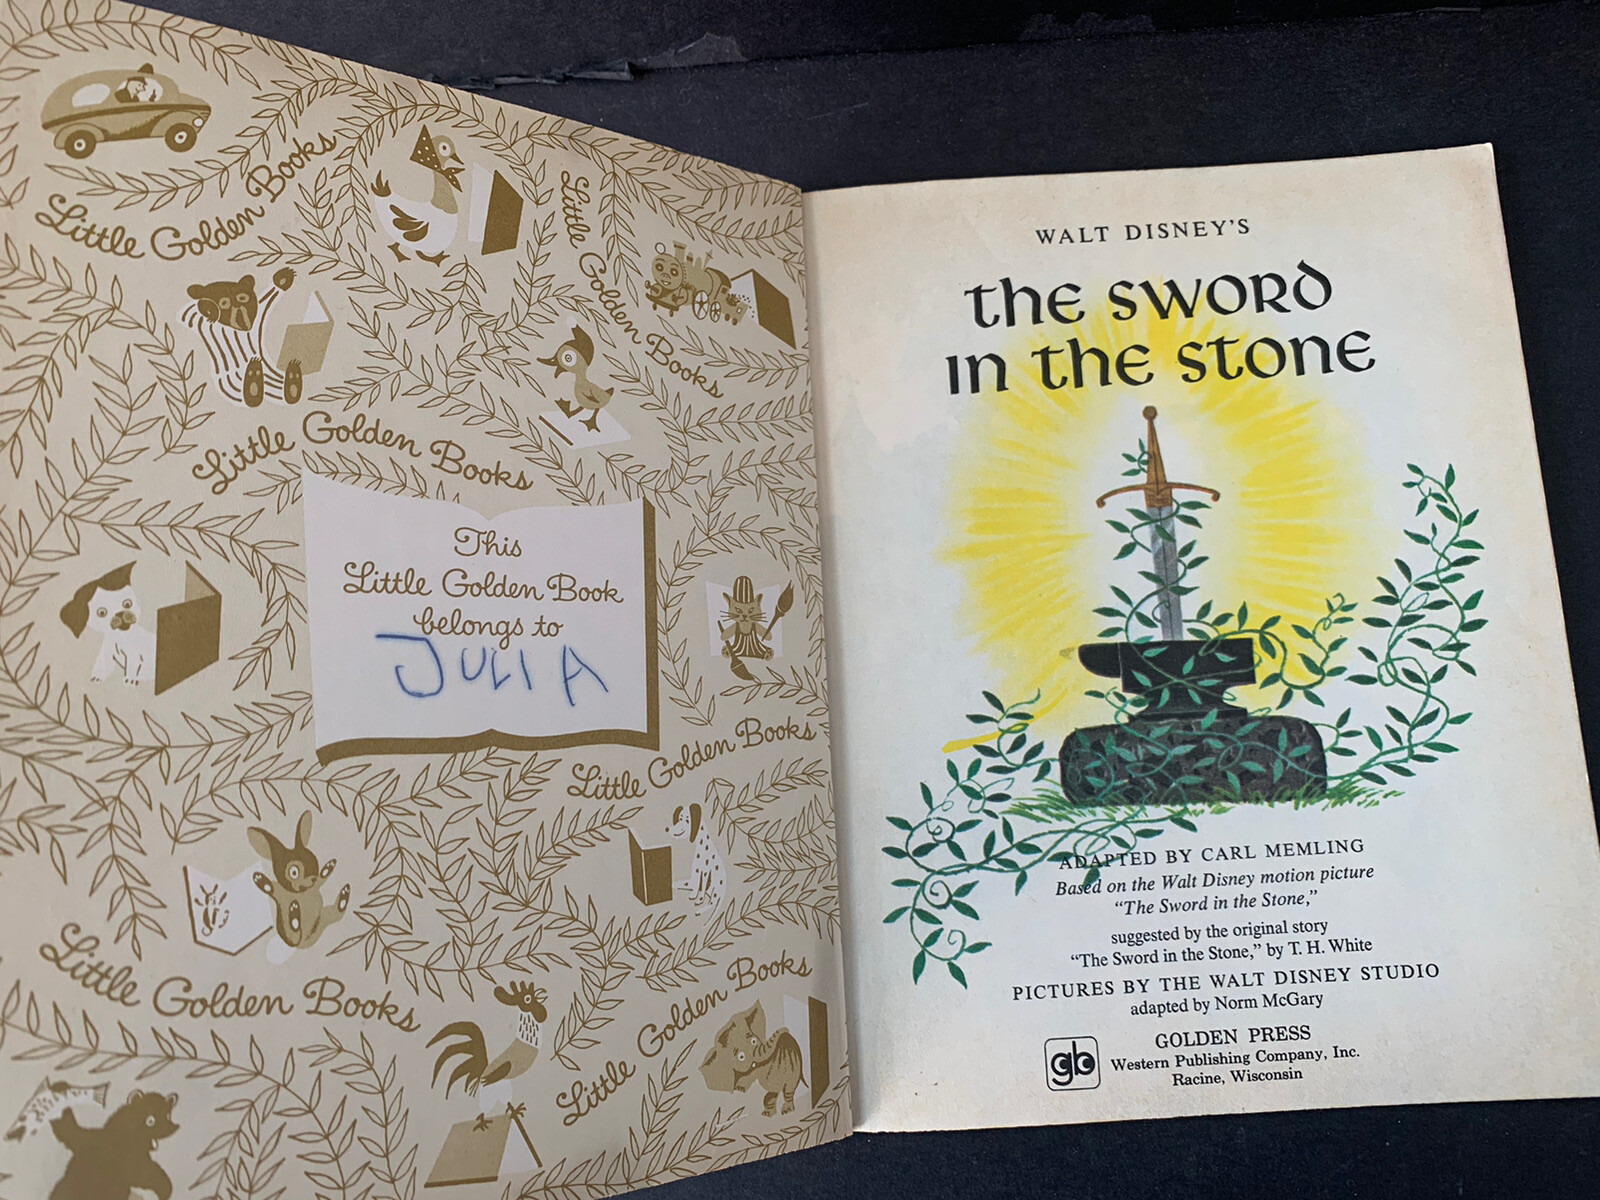 Little Golden Books
Little Golden Books
Little Golden Books
This
Little Golden Book
belongs to
JULIA
Little Golden Books
Little Golden Books
Little Golden Books
WALT DISNEY'S
the sword
in the stone
ADAPTED BY CARL MEMLING
Based on the Walt Disney motion picture
“The Sword in the Stone,”
suggested by the original story
“The Sword in the Stone,” by T. H. White
PICTURES BY THE WALT DISNEY STUDIO
adapted by Norm McGary
gb
GOLDEN PRESS
Western Publishing Company, Inc.
Racine, Wisconsin